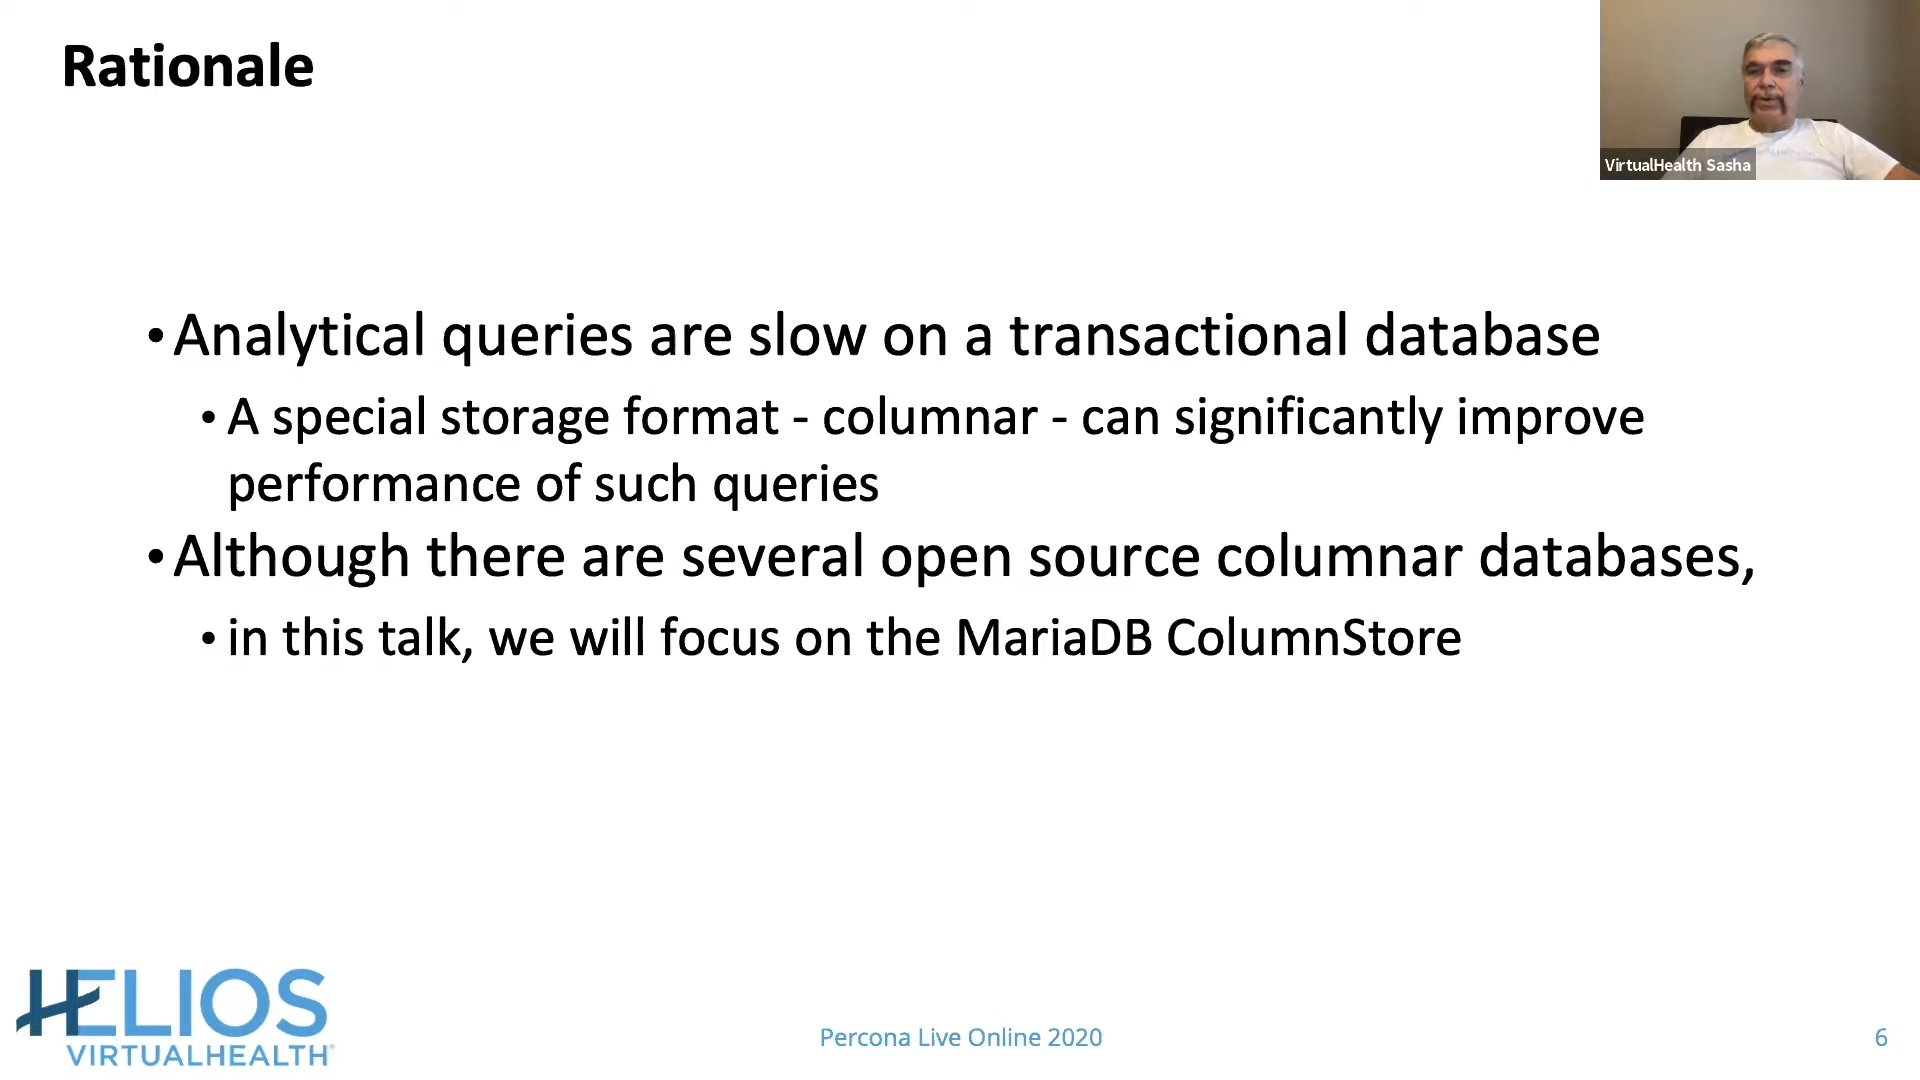 Rationale
VirtualHealth Sasha
• Analytical queries are slow on a transactional database
• A special storage format - columnar - can significantly improve
performance of such queries
• Although there are several open source columnar databases,
• in this talk, we will focus on the MariaDB ColumnStore
HELIOS
VIRTUALHEALTH
Percona Live Online 2020
6